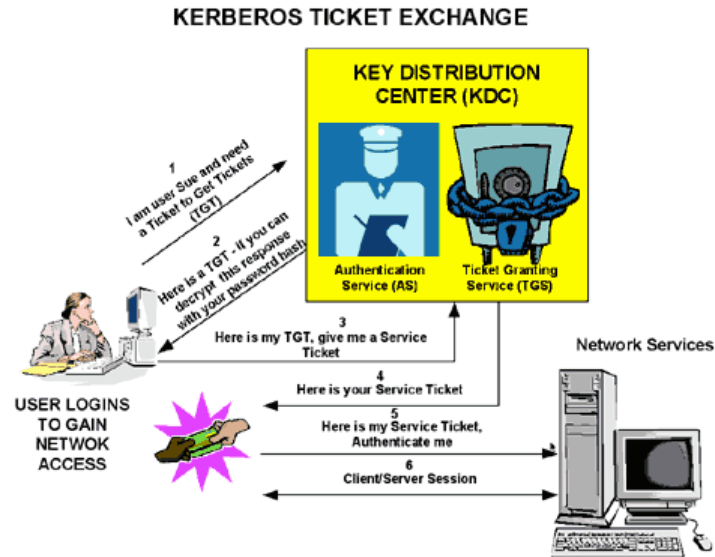 KERBEROS TICKET EXCHANGE
KEY DISTRIBUTION
CENTER (KDC)
Authentication
Service (AS)
Ticket Granting
Service (TGS)
1
I am user Sue and need
a Ticket to Get Tickets
(TGT)
2
Here is a TGT - If you can
decrypt this response
with your password hash
3
Here is my TGT, give me a Service
Ticket
4
Here is your Service Ticket
5
Here is my Service Ticket,
Authenticate me
6
Client/Server Session
USER LOGINS
TO GAIN
NETWOK
ACCESS
Network Services